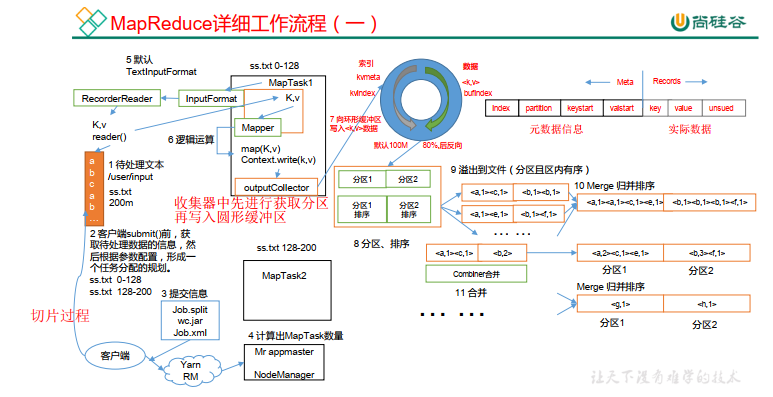 MapReduce详细工作流程（一）
尚硅谷
5 默认
TextInputFormat
ss.txt 0-128
MapTask1
RecorderReader
InputFormat
K,v
K,v
reader()
Mapper
6 逻辑运算
map(K,v)
Context.write(k,v)
outputCollector
a
b
c
a
b
…
1 待处理文本
/user/input
ss.txt
200m
收集器中先进行获取分区
再写入圆形缓冲区
2 客户端submit()前，获
取待处理数据的信息，然
后根据参数配置，形成一
个任务分配的规划。
ss.txt 0-128
ss.txt 128-200
切片过程
3 提交信息
Job.split
wc.jar
Job.xml
客户端
Yarn
RM
ss.txt 128-200
MapTask2
4 计算出MapTask数量
Mr appmaster
NodeManager
索引
kvmeta
kvindex
数据
<k,v>
bufindex
7 向环形缓冲区
写入<k,v>数据
默认100M
80%,后反向
Meta
Records
index
partition
keystart
valstart
key
value
unsued
元数据信息
实际数据
分区1
分区2
分区1
排序
分区2
排序
8 分区、排序
9 溢出到文件（分区且区内有序）
<a,1><c,1>
<b,1><b,1>
<a,1><e,1>
<b,1><f,1>
… …
10 Merge 归并排序
<a,1><a,1><c,1><e,1>
<b,1><b,1><b,1><f,1>
<a,1><c,1>
<b,2>
Combiner合并
11 合并
<a,2><c,1><e,1>
<b,3><f,1>
分区1
分区2
Merge 归并排序
<g,1>
<h,1>
分区1
分区2
… … …
让天下没有难学的技术